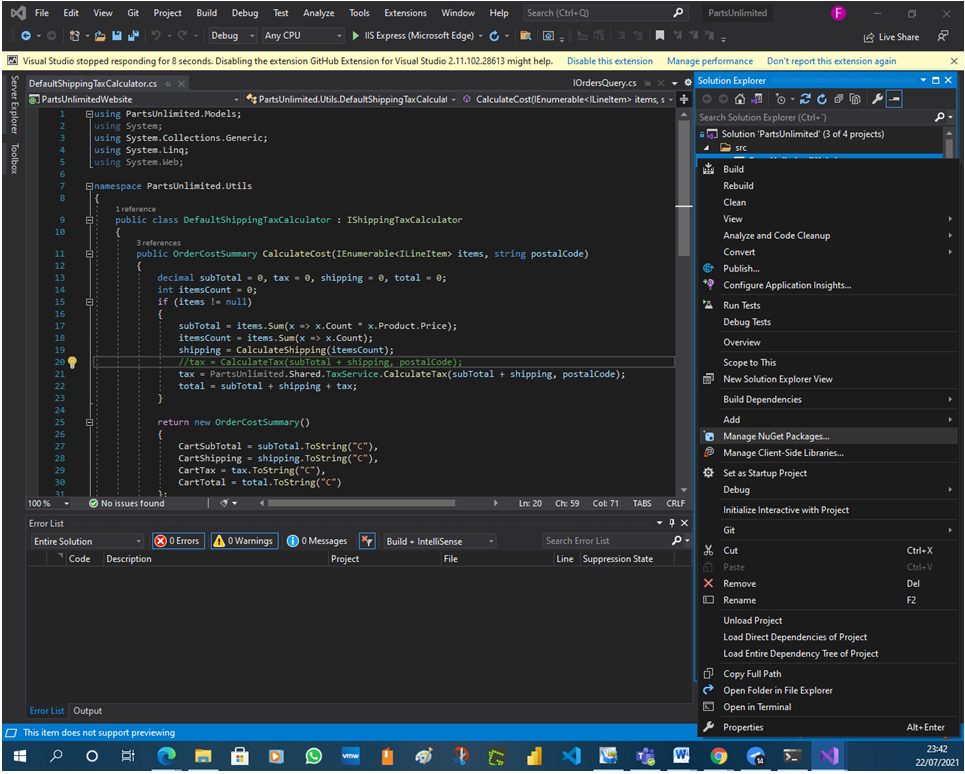 File Edit View Git Project Build Debug Test Analyze Tools Extensions Window Help Search (Ctrl+Q) PartsUnlimited F
Debug Any CPU IIS Express (Microsoft Edge) Live Share
Visual Studio stopped responding for 8 seconds. Disabling the extension GitHub Extension for Visual Studio 2.11.102.28613 might help. Disable this extension Manage performance Don't report this extension again
Server Explorer
Toolbox
DefaultShippingTaxCalculator.cs IOrdersQuery.cs
PartsUnlimitedWebsite PartsUnlimited.Utils.DefaultShippingTaxCalculat CalculateCost(IEnumerable<ILineItem> items, s
1 using PartsUnlimited.Models;
2 using System;
3 using System.Collections.Generic;
4 using System.Linq;
5 using System.Web;
6
7 namespace PartsUnlimited.Utils
8 {
1 reference
9 public class DefaultShippingTaxCalculator : IShippingTaxCalculator
10 {
3 references
11 public OrderCostSummary CalculateCost(IEnumerable<ILineItem> items, string postalCode)
12 {
13 decimal subTotal = 0, tax = 0, shipping = 0, total = 0;
14 int itemsCount = 0;
15 if (items != null)
16 {
17 subTotal = items.Sum(x => x.Count * x.Product.Price);
18 itemsCount = items.Sum(x => x.Count);
19 shipping = CalculateShipping(itemsCount);
20 //tax = CalculateTax(subTotal + shipping, postalCode);
21 tax = PartsUnlimited.Shared.TaxService.CalculateTax(subTotal + shipping, postalCode);
22 total = subTotal + shipping + tax;
23 }
24
25 return new OrderCostSummary()
26 {
27 CartSubTotal = subTotal.ToString("C"),
28 CartShipping = shipping.ToString("C"),
29 CartTax = tax.ToString("C"),
30 CartTotal = total.ToString("C")
31 };
100 % No issues found Ln: 20 Ch: 59 Col: 71 TABS CRLF
Error List
Entire Solution 0 Errors 0 Warnings 0 Messages Build + IntelliSense Search Error List
Code Description Project File Line Suppression State
Error List Output
Solution Explorer
Search Solution Explorer (Ctrl+')
Solution 'PartsUnlimited' (3 of 4 projects)
src
Build
Rebuild
Clean
View
Analyze and Code Cleanup
Convert
Publish...
Configure Application Insights...
Run Tests
Debug Tests
Overview
Scope to This
New Solution Explorer View
Build Dependencies
Add
Manage NuGet Packages...
Manage Client-Side Libraries...
Set as Startup Project
Debug
Initialize Interactive with Project
Git
Cut Ctrl+X
Paste Ctrl+V
Remove Del
Rename F2
Unload Project
Load Direct Dependencies of Project
Load Entire Dependency Tree of Project
Copy Full Path
Open Folder in File Explorer
Open in Terminal
Properties Alt+Enter
This item does not support previewing
vmw 14 23:42
22/07/2021